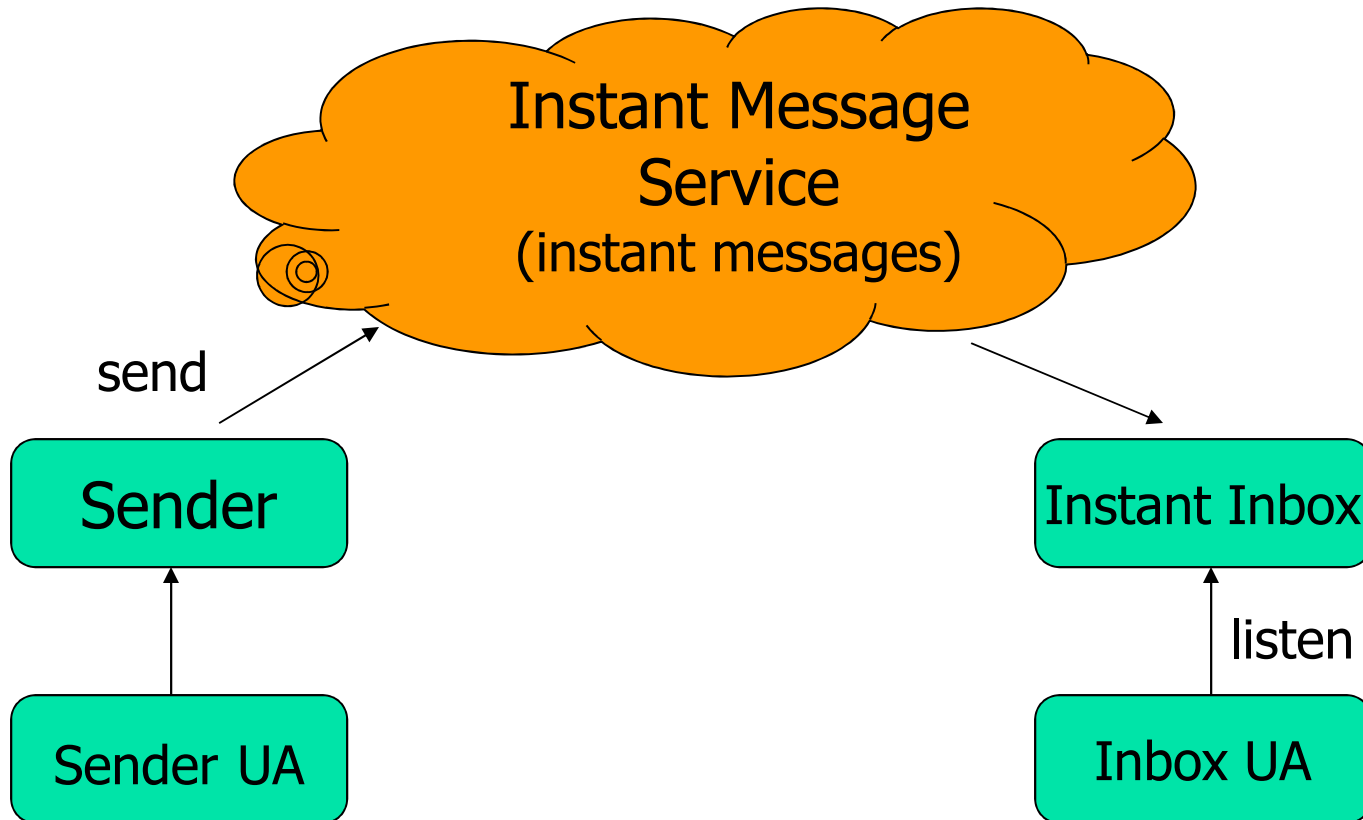 Instant Message
Service
(instant messages)
send
Sender
Instant Inbox
listen
Sender UA
Inbox UA